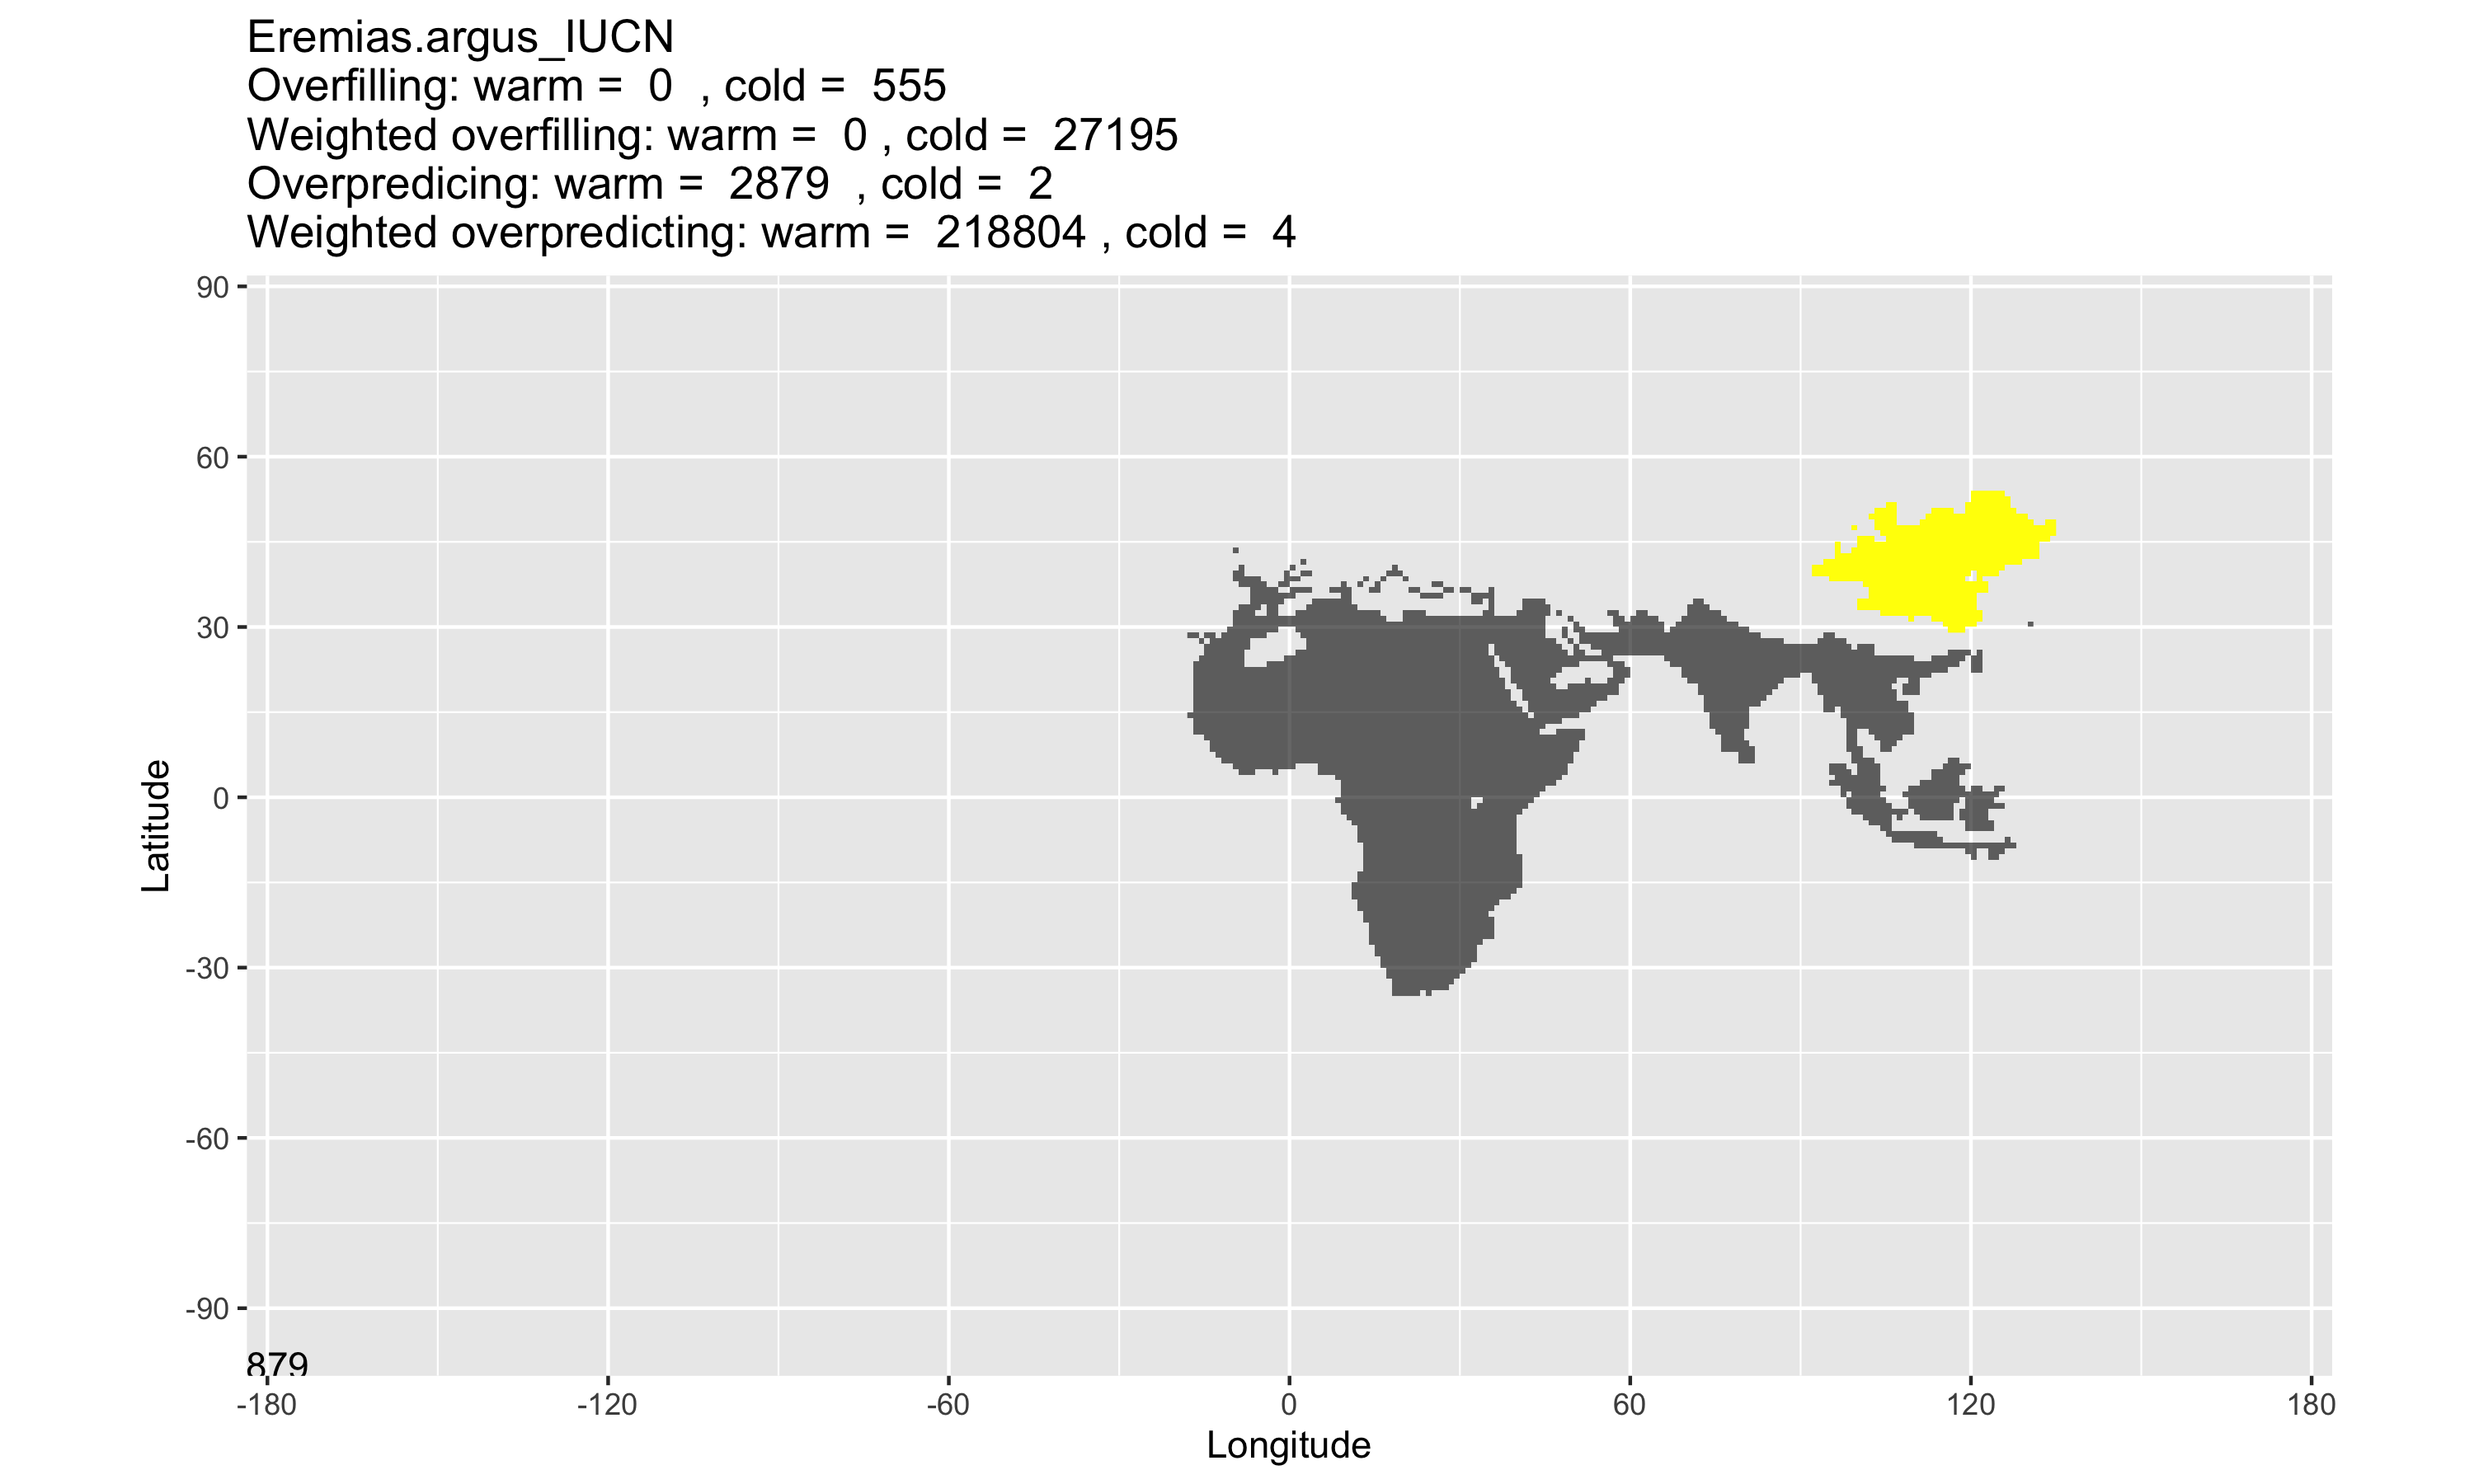 Eremias.argus_IUCN
Overfilling: warm =  0  , cold =  555
Weighted overfilling: warm =  0 , cold =  27195
Overpredicing: warm =  2879  , cold =  2
Weighted overpredicting: warm =  218804 , cold =  4
90
60
30
0
-30
-60
-90
Latitude
879
-180
-120
-60
0
60
120
180
Longitude